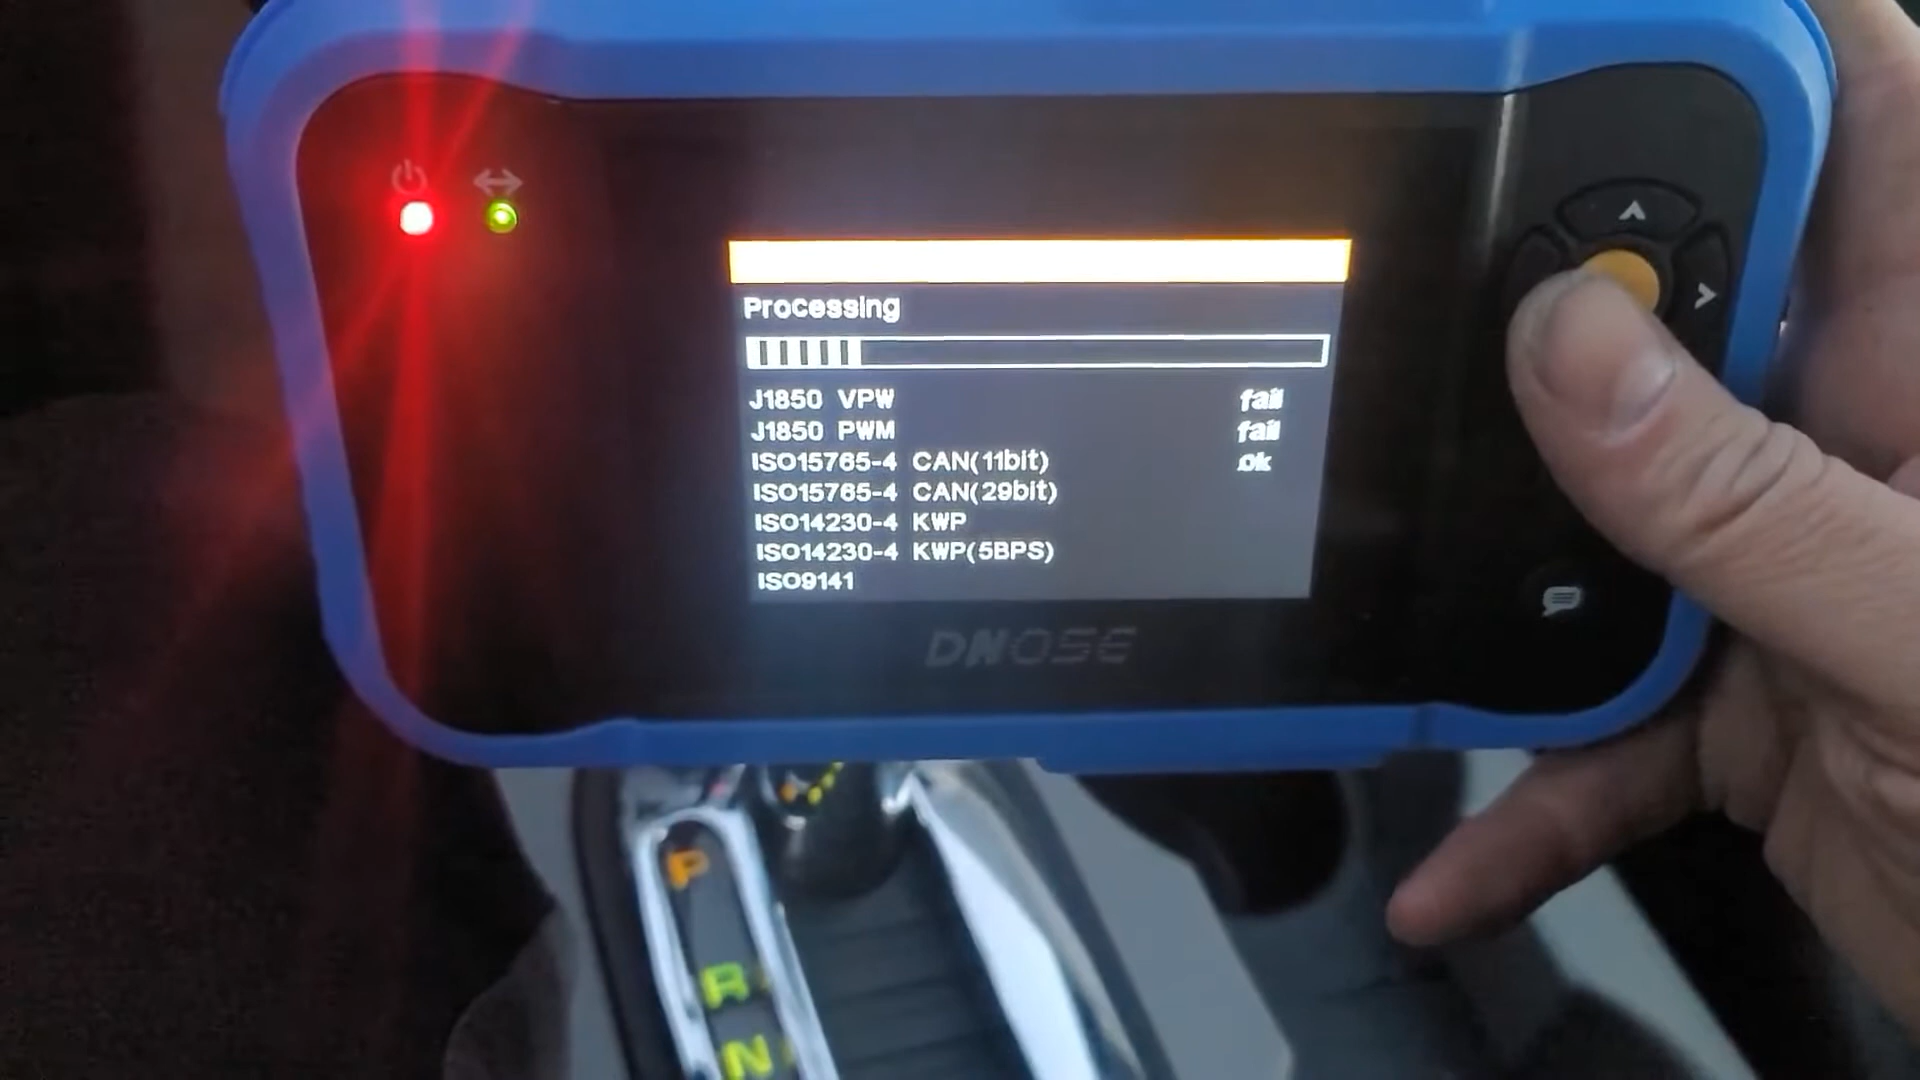 Processing
J1850 VPW fail
J1850 PWM fail
ISO15765-4 CAN(11bit) ok
ISO15765-4 CAN(29bit)
ISO14230-4 KWP
ISO14230-4 KWP(5BPS)
ISO9141
DNOSE
P
R
N